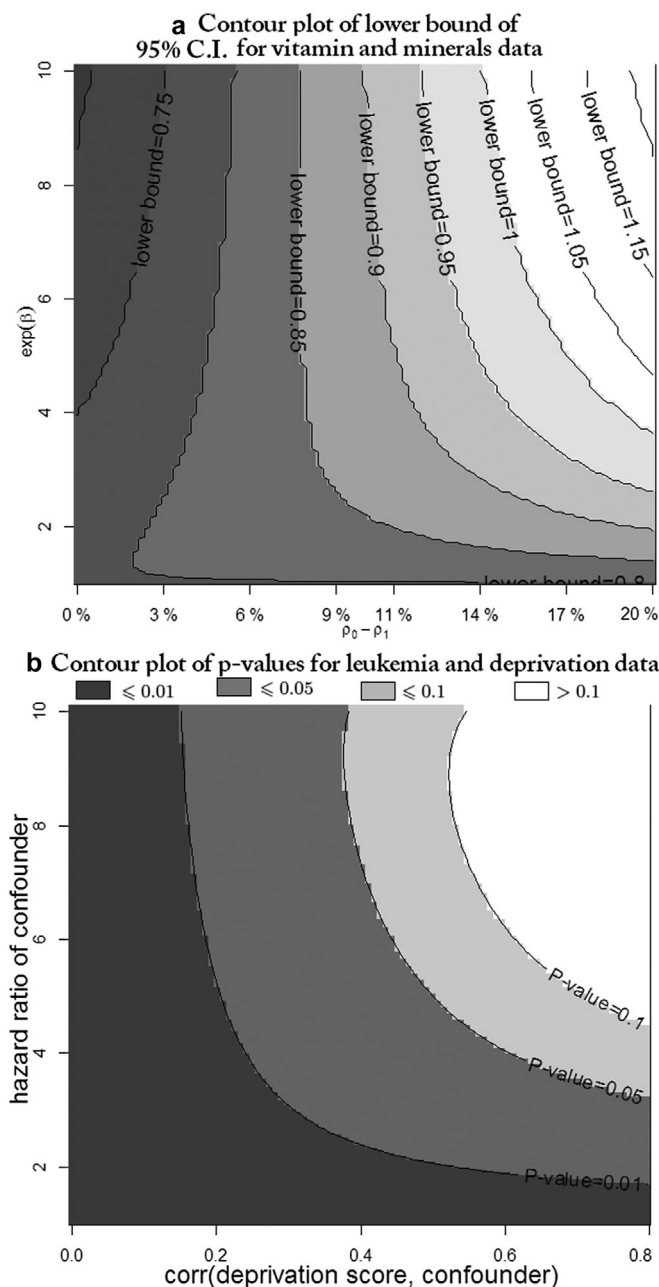 a Contour plot of lower bound of
95% C.I. for vitamin and minerals data
10
8
6
4
2
exp(β)
lower bound=0.75
lower bound=0.85
lower bound=0.9
lower bound=0.95
lower bound=1
lower bound=1.05
lower bound=1.15
lower bound=0.8
0 % 3 % 6 % 9 % 11 % 14 % 17 % 20 %
ρ₀ – ρ₁
b Contour plot of p-values for leukemia and deprivation data
⩽ 0.01 ⩽ 0.05 ⩽ 0.1 > 0.1
10
8
6
4
2
hazard ratio of confounder
P-value=0.1
P-value=0.05
P-value=0.01
0.0 0.2 0.4 0.6 0.8
corr(deprivation score, confounder)